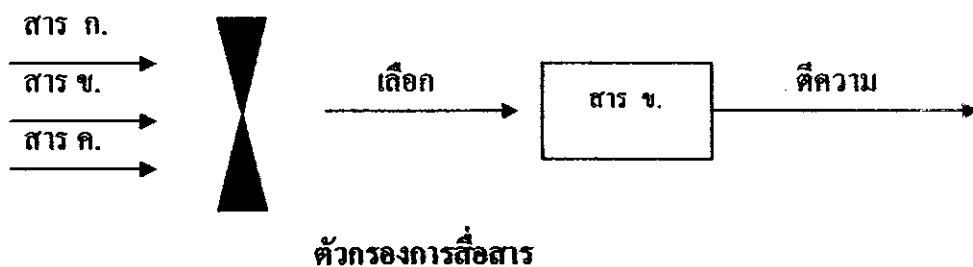 สาร ก.
สาร ข.
สาร ค.
เลือก
สาร ข.
ตีความ
ตัวกรองการสื่อสาร